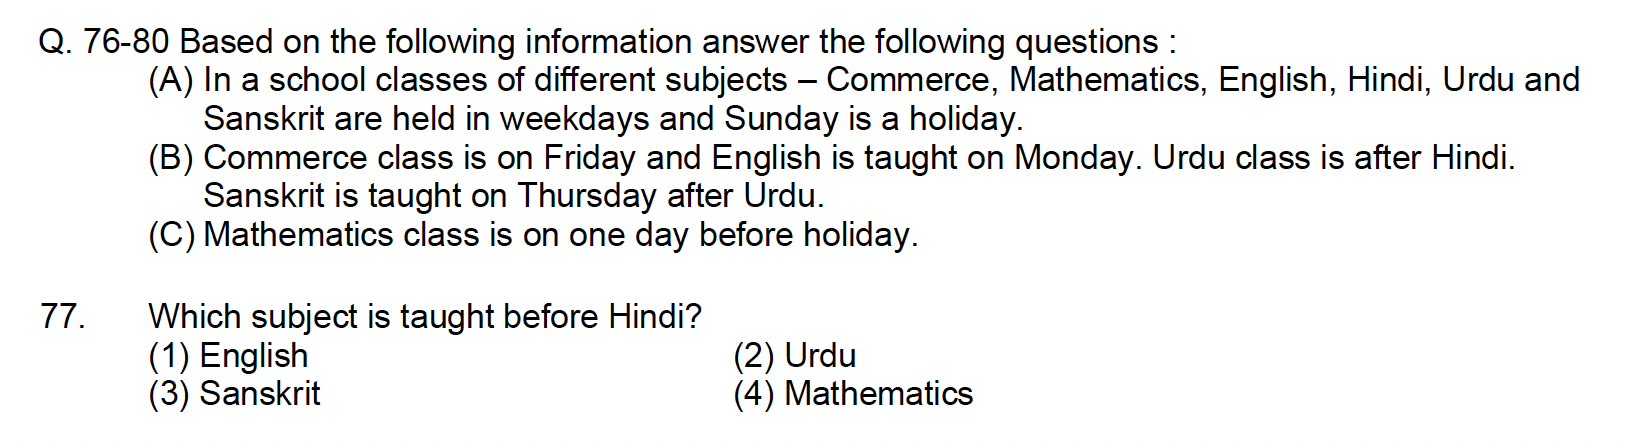 Q. 76-80 Based on the following information answer the following questions :
(A) In a school classes of different subjects – Commerce, Mathematics, English, Hindi, Urdu and
Sanskrit are held in weekdays and Sunday is a holiday.
(B) Commerce class is on Friday and English is taught on Monday. Urdu class is after Hindi.
Sanskrit is taught on Thursday after Urdu.
(C) Mathematics class is on one day before holiday.
77. Which subject is taught before Hindi?
(1) English (2) Urdu
(3) Sanskrit (4) Mathematics